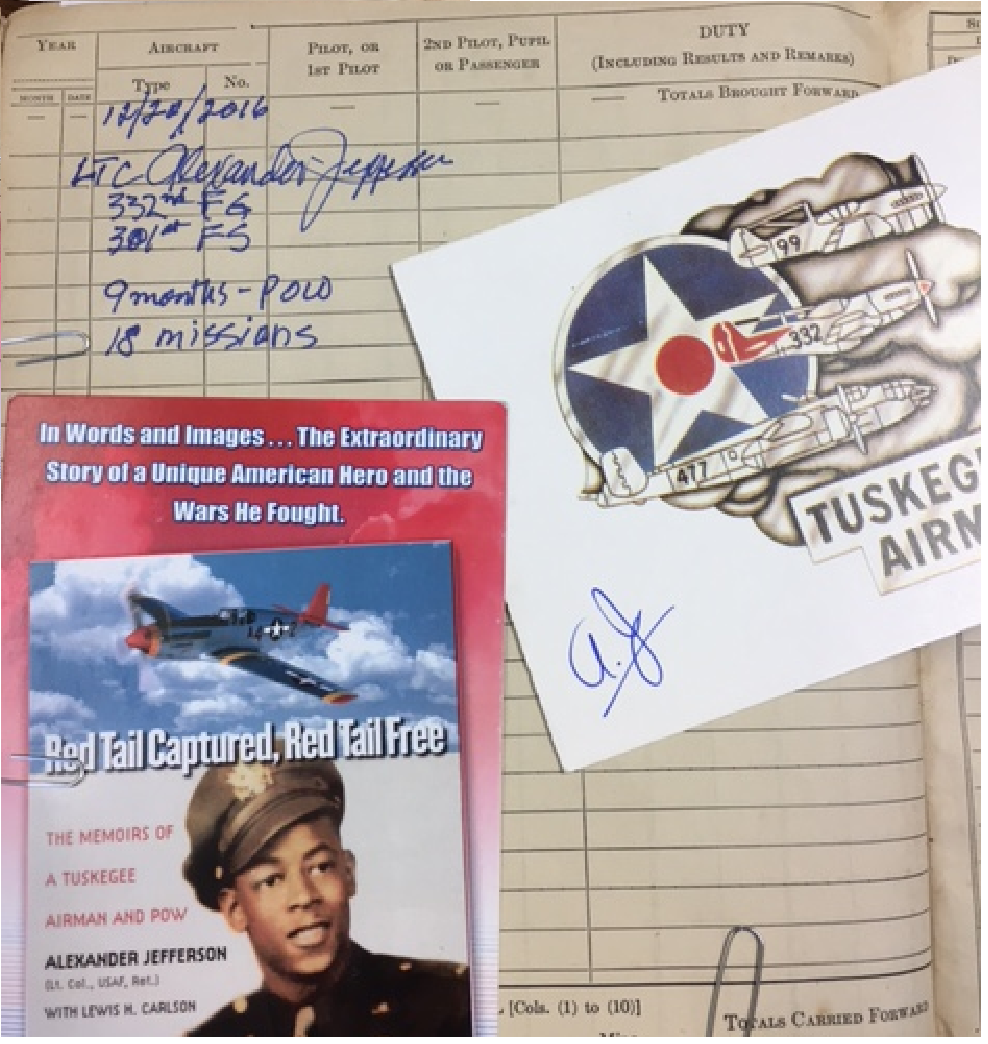 YEAR
AIRCRAFT
PILOT, OR
1ST PILOT
2ND PILOT, PUPIL
OR PASSENGER
DUTY
(INCLUDING RESULTS AND REMARKS)
Type
No.
MONTH
DATE
— — TOTALS BROUGHT FORWARD
12/20/2016
LTC Alexander Jefferson
332nd FG
301st FS
9 months - POW
18 missions
99
332
477
TUSKEG
AIRM
A.J.
In Words and Images... The Extraordinary
Story of a Unique American Hero and the
Wars He Fought.
Red Tail Captured, Red Tail Free
THE MEMOIRS OF
A TUSKEGEE
AIRMAN AND POW
ALEXANDER JEFFERSON
(Lt. Col., USAF, Ret.)
WITH LEWIS H. CARLSON
[Cols. (1) to (10)]
TOTALS CARRIED FORWARD